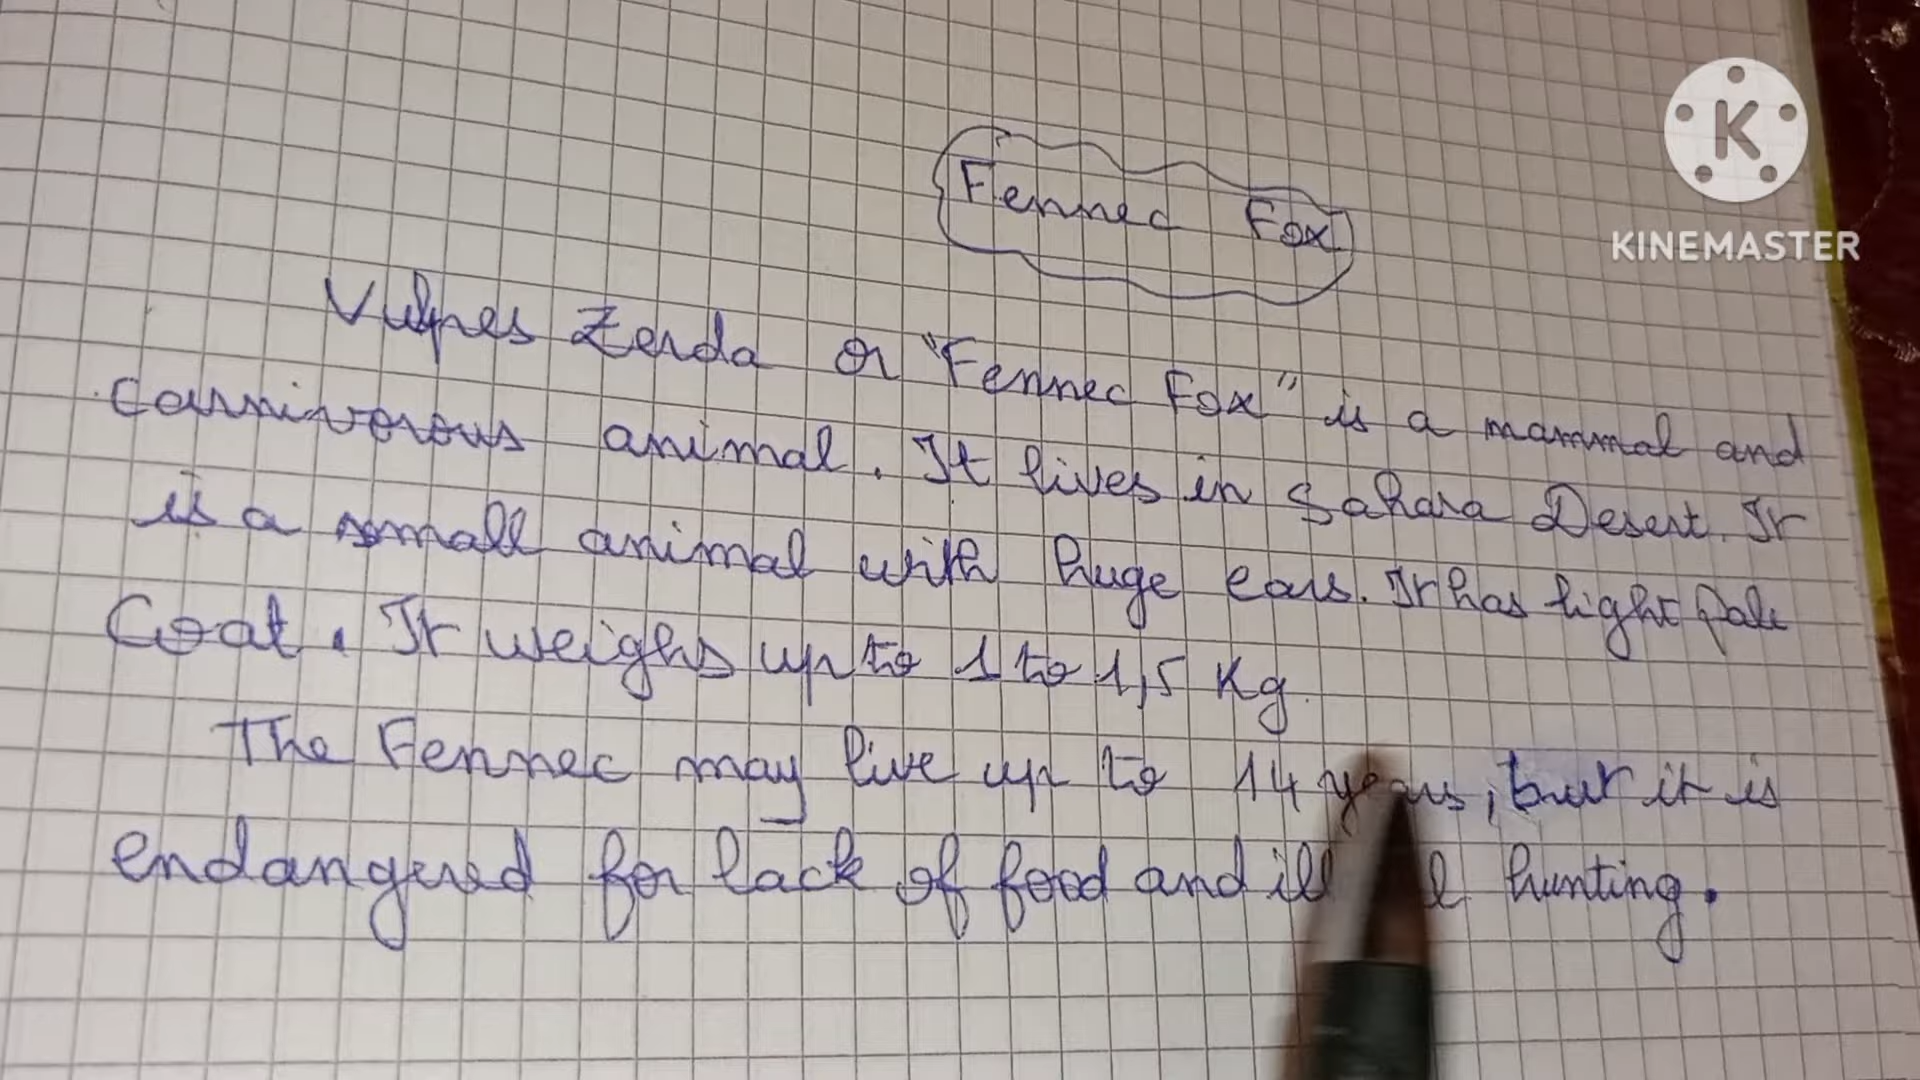 Fennec Fox
KINEMASTER
Vulpes Zerda or "Fennec Fox" is a mammal and
carnivorous animal. It lives in Sahara Desert. It
is a small animal with huge ears. It has light pale
Coat. It weighs up to 1 to 1,5 Kg.
The Fennec may live up to 14 years, but it is
endangered for lack of food and hunting.